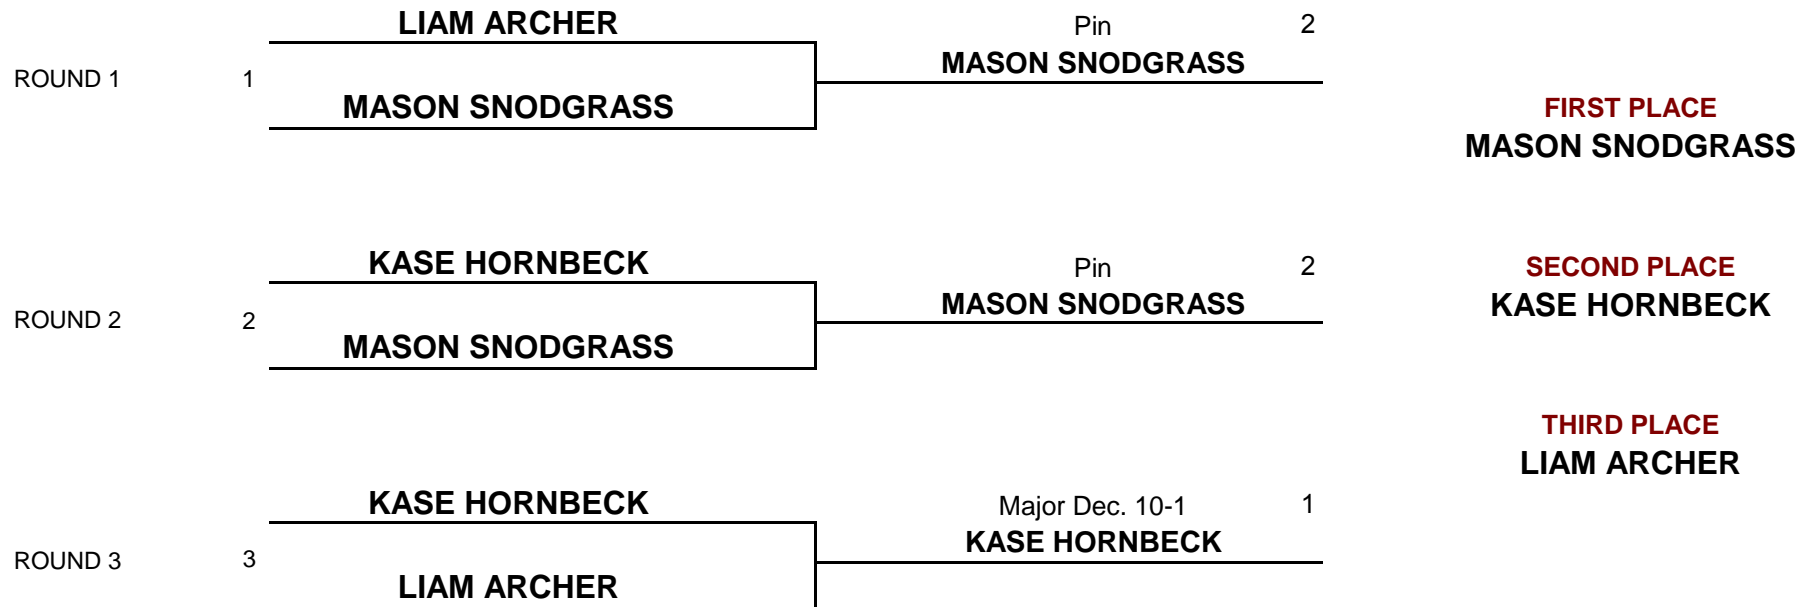 LIAM ARCHER
Pin 2
MASON SNODGRASS
ROUND 1 1
MASON SNODGRASS
FIRST PLACE
MASON SNODGRASS
KASE HORNBECK
Pin 2
MASON SNODGRASS
ROUND 2 2
MASON SNODGRASS
SECOND PLACE
KASE HORNBECK
THIRD PLACE
LIAM ARCHER
KASE HORNBECK
Major Dec. 10-1 1
KASE HORNBECK
ROUND 3 3
LIAM ARCHER